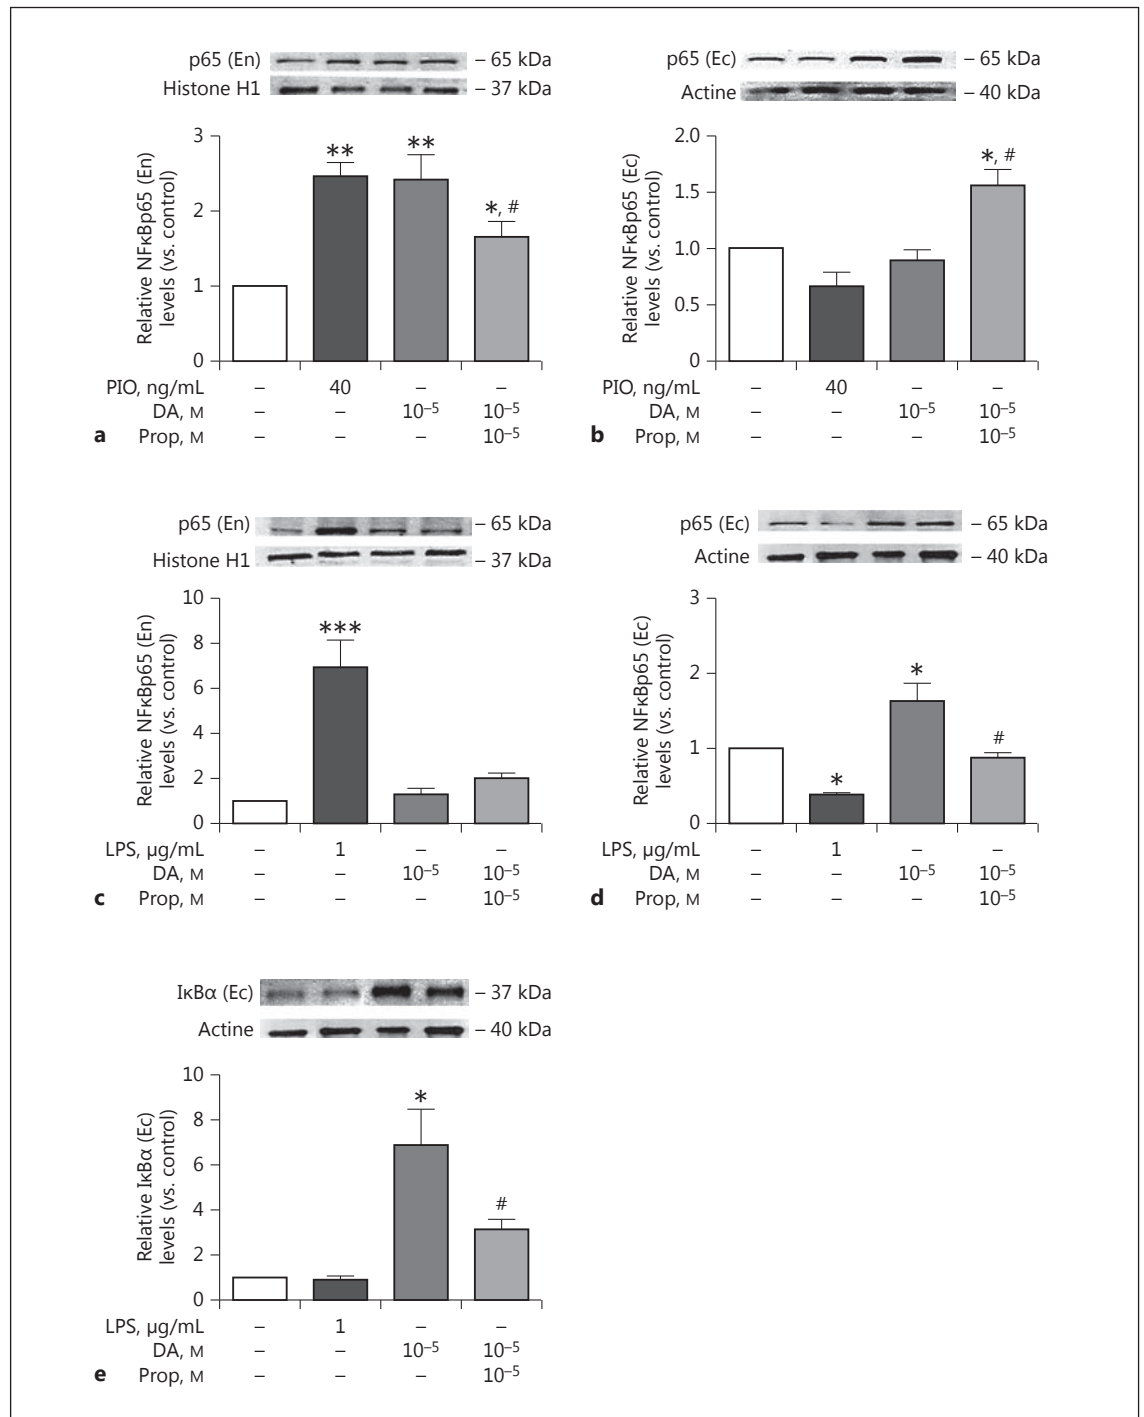 p65 (En) – 65 kDa
Histone H1 – 37 kDa
Relative NFκBp65 (En)
levels (vs. control)
3
2
1
0
**
**
*, #
PIO, ng/mL – 40 – –
DA, M – – 10–5 10–5
a Prop, M – – – 10–5
p65 (Ec) – 65 kDa
Actine – 40 kDa
Relative NFκBp65 (Ec)
levels (vs. control)
2.0
1.5
1.0
0.5
0
*, #
PIO, ng/mL – 40 – –
DA, M – – 10–5 10–5
b Prop, M – – – 10–5
p65 (En) – 65 kDa
Histone H1 – 37 kDa
Relative NFκBp65 (En)
levels (vs. control)
10
8
6
4
2
0
***
LPS, µg/mL – 1 – –
DA, M – – 10–5 10–5
c Prop, M – – – 10–5
p65 (Ec) – 65 kDa
Actine – 40 kDa
Relative NFκBp65 (Ec)
levels (vs. control)
3
2
1
0
*
*
#
LPS, µg/mL – 1 – –
DA, M – – 10–5 10–5
d Prop, M – – – 10–5
IκBα (Ec) – 37 kDa
Actine – 40 kDa
Relative IκBα (Ec)
levels (vs. control)
10
8
6
4
2
0
*
#
LPS, µg/mL – 1 – –
DA, M – – 10–5 10–5
e Prop, M – – – 10–5